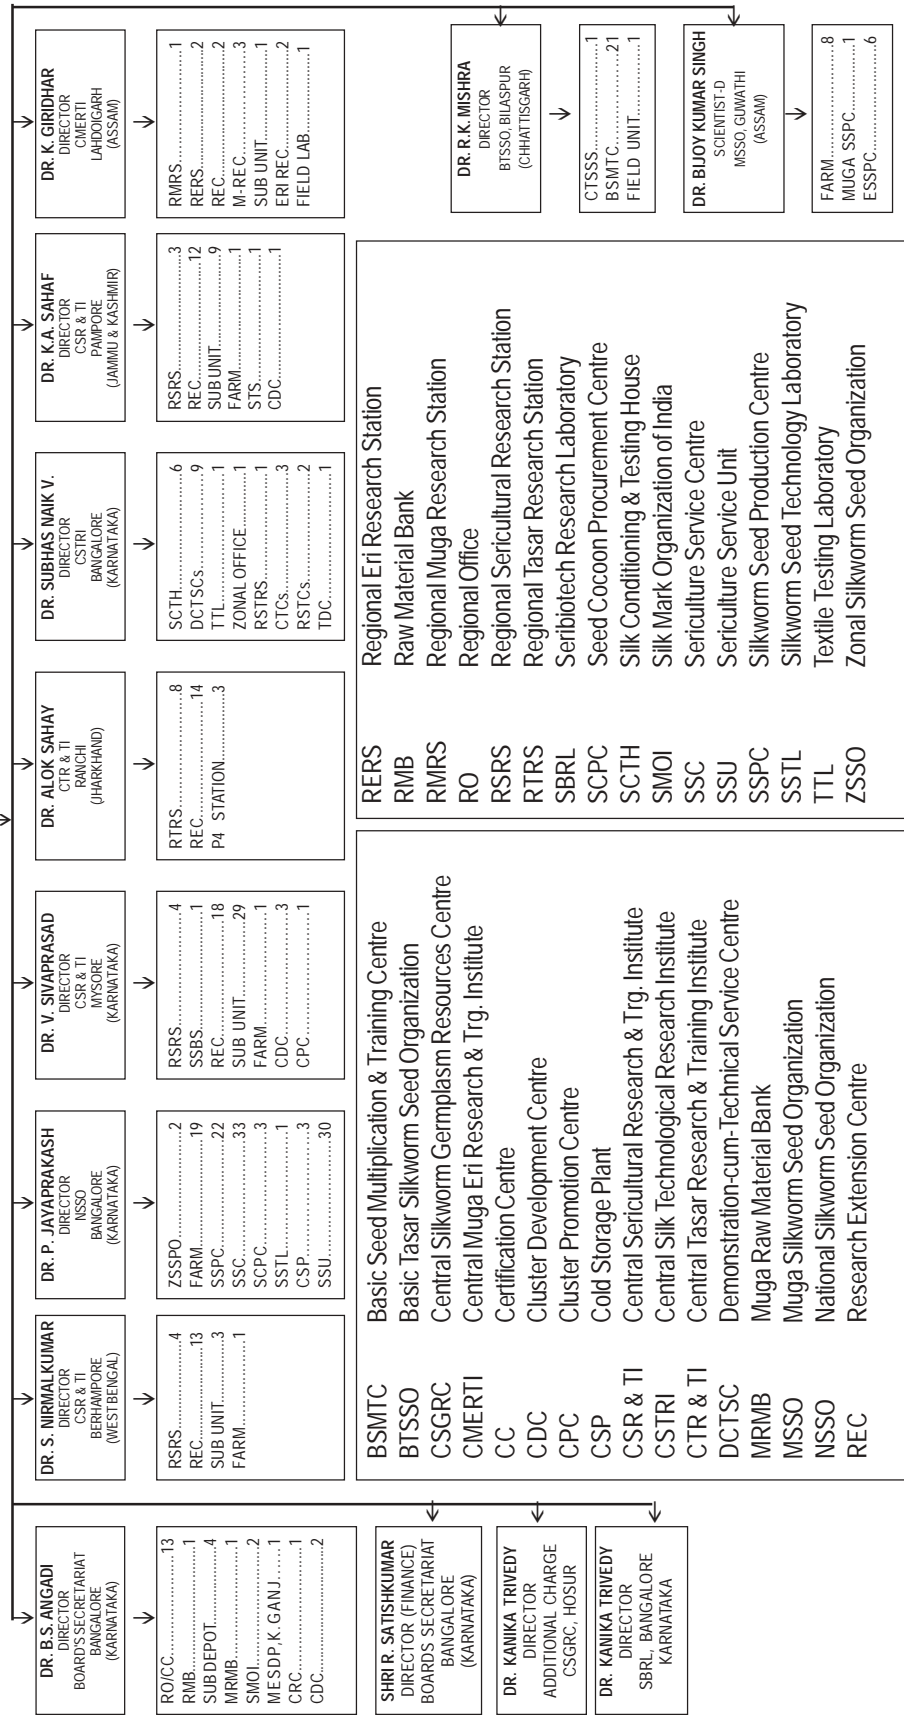 DR. B.S. ANGADI
DIRECTOR
BOARD'S SECRETARIAT
BANGALORE
(KARNATAKA)
RO/CC..............13
RMB................1
SUB DEPOT.....4
MRMB..............1
SMOI...............2
MESDP,K.GANJ.....1
CRC................1
CDC................2
SHRI R. SATISHKUMAR
DIRECTOR (FINANCE)
BOARDS SECRETARIAT
BANGALORE
(KARNATAKA)
DR. KANIKA TRIVEDY
DIRECTOR
ADDITIONAL CHARGE
CSGRC, HOSUR
DR. KANIKA TRIVEDY
DIRECTOR
SBRL, BANGALORE
KARNATAKA
DR. S. NIRMALKUMAR
DIRECTOR
CSR & TI
BERHAMPORE
(WEST BENGAL)
RSRS...............4
REC................13
SUB UNIT.........3
FARM...............1
DR. P. JAYAPRAKASH
DIRECTOR
NSSO
BANGALORE
(KARNATAKA)
ZSSPO..............2
FARM...............19
SSPC...............22
SSC................33
SCPC...............3
SSTL...............1
CSP................3
SSU................30
DR. V. SIVAPRASAD
DIRECTOR
CSR & TI
MYSORE
(KARNATAKA)
RSRS...............4
SSBS...............1
REC................18
SUB UNIT.........29
FARM...............1
CDC................3
CPC................1
DR. ALOK SAHAY
CTR & TI
RANCHI
(JHARKHAND)
RTRS...............8
REC................14
P4 STATION........3
DR. SUBHAS NAIK V.
DIRECTOR
CSTRI
BANGALORE
(KARNATAKA)
SCTH...............6
DCTSCs.............9
TTL................1
ZONAL OFFICE.....1
RSTRS..............1
CTCs...............3
RSTCs..............2
TDC................1
DR. K.A. SAHAF
DIRECTOR
CSR & TI
PAMPORE
(JAMMU & KASHMIR)
RSRS...............3
REC................12
SUB UNIT.........9
FARM...............1
STS................1
CDC................1
DR. K. GIRIDHAR
DIRECTOR
CMERTI
LAHDOIGARH
(ASSAM)
RMRS...............1
RERS...............2
REC................2
M-REC..............3
SUB UNIT.........1
ERI REC............2
FIELD LAB.........1
BSMTC Basic Seed Multiplication & Training Centre
BTSSO Basic Tasar Silkworm Seed Organization
CSGRC Central Silkworm Germplasm Resources Centre
CMERTI Central Muga Eri Research & Trg. Institute
CC Certification Centre
CDC Cluster Development Centre
CPC Cluster Promotion Centre
CSP Cold Storage Plant
CSR & TI Central Sericultural Research & Trg. Institute
CSTRI Central Silk Technological Research Institute
CTR & TI Central Tasar Research & Training Institute
DCTSC Demonstration-cum-Technical Service Centre
MRMB Muga Raw Material Bank
MSSO Muga Silkworm Seed Organization
NSSO National Silkworm Seed Organization
REC Research Extension Centre
RERS Regional Eri Research Station
RMB Raw Material Bank
RMRS Regional Muga Research Station
RO Regional Office
RSRS Regional Sericultural Research Station
RTRS Regional Tasar Research Station
SBRL Seribiotech Research Laboratory
SCPC Seed Cocoon Procurement Centre
SCTH Silk Conditioning & Testing House
SMOI Silk Mark Organization of India
SSC Sericulture Service Centre
SSU Sericulture Service Unit
SSPC Silkworm Seed Production Centre
SSTL Silkworm Seed Technology Laboratory
TTL Textile Testing Laboratory
ZSSO Zonal Silkworm Seed Organization
DR. R.K. MISHRA
DIRECTOR
BTSSO, BILASPUR
(CHHATTISGARH)
CTSSS..............1
BSMTC.............21
FIELD UNIT........1
DR. BIJOY KUMAR SINGH
SCIENTIST-D
MSSO, GUWATHI
(ASSAM)
FARM...............8
MUGA SSPC.........1
ESSPC..............6